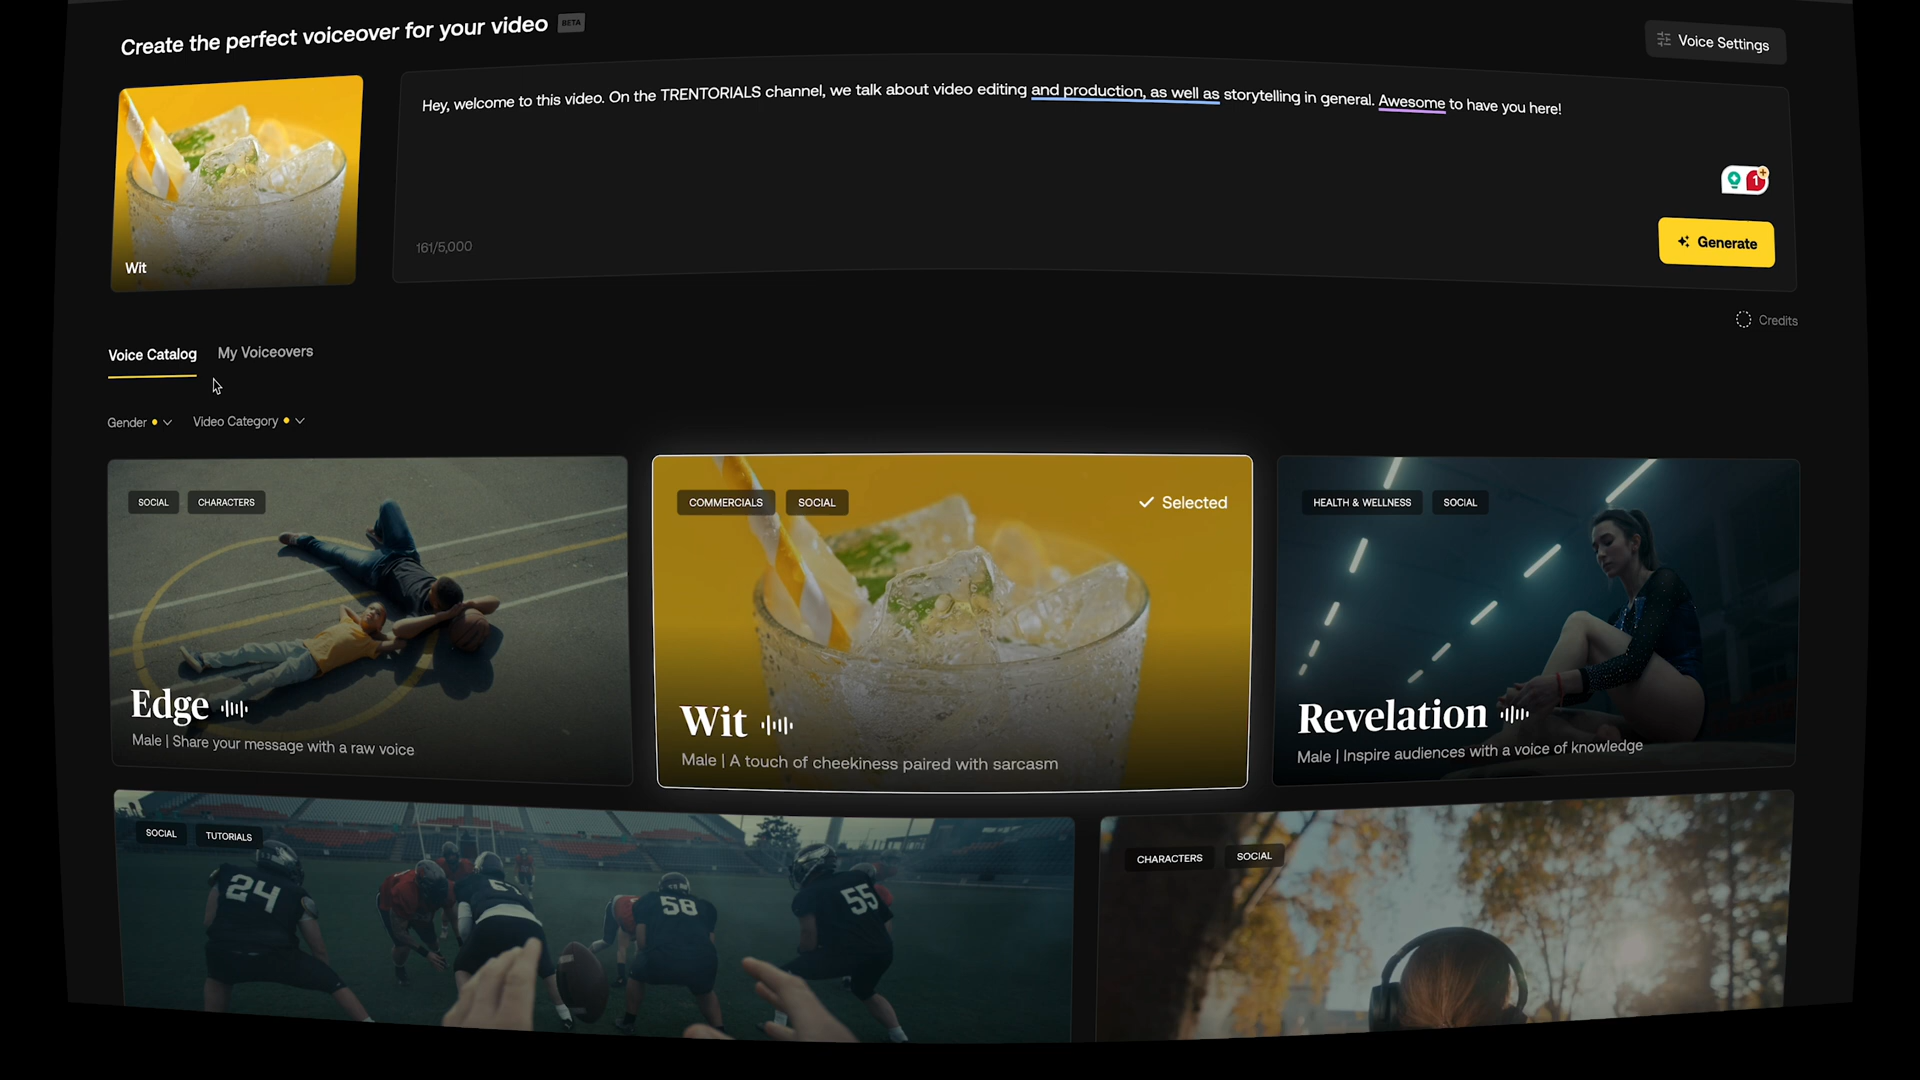 Create the perfect voiceover for your video BETA
Voice Settings
Hey, welcome to this video. On the TRENTORIALS channel, we talk about video editing and production, as well as storytelling in general. Awesome to have you here!
1
Wit
161/5,000
Generate
Credits
Voice Catalog My Voiceovers
Gender Video Category
SOCIAL CHARACTERS
Edge
Male | Share your message with a raw voice
COMMERCIALS SOCIAL
Selected
Wit
Male | A touch of cheekiness paired with sarcasm
HEALTH & WELLNESS SOCIAL
Revelation
Male | Inspire audiences with a voice of knowledge
SOCIAL TUTORIALS
24
58
55
CHARACTERS SOCIAL